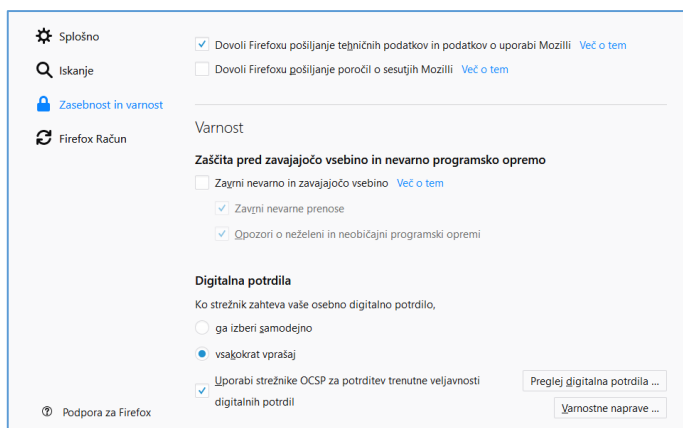 Splošno
Iskanje
Zasebnost in varnost
Firefox Račun
Podpora za Firefox
Dovoli Firefoxu pošiljanje tehničnih podatkov in podatkov o uporabi Mozilli Več o tem
Dovoli Firefoxu pošiljanje poročil o sesutjih Mozilli Več o tem
Varnost
Zaščita pred zavajajočo vsebino in nevarno programsko opremo
Zavrni nevarno in zavajajočo vsebino Več o tem
Zavrni nevarne prenose
Opozori o neželeni in neobičajni programski opremi
Digitalna potrdila
Ko strežnik zahteva vaše osebno digitalno potrdilo,
ga izberi samodejno
vsakokrat vprašaj
Uporabi strežnike OCSP za potrditev trenutne veljavnosti
digitalnih potrdil
Preglej digitalna potrdila ...
Varnostne naprave ...